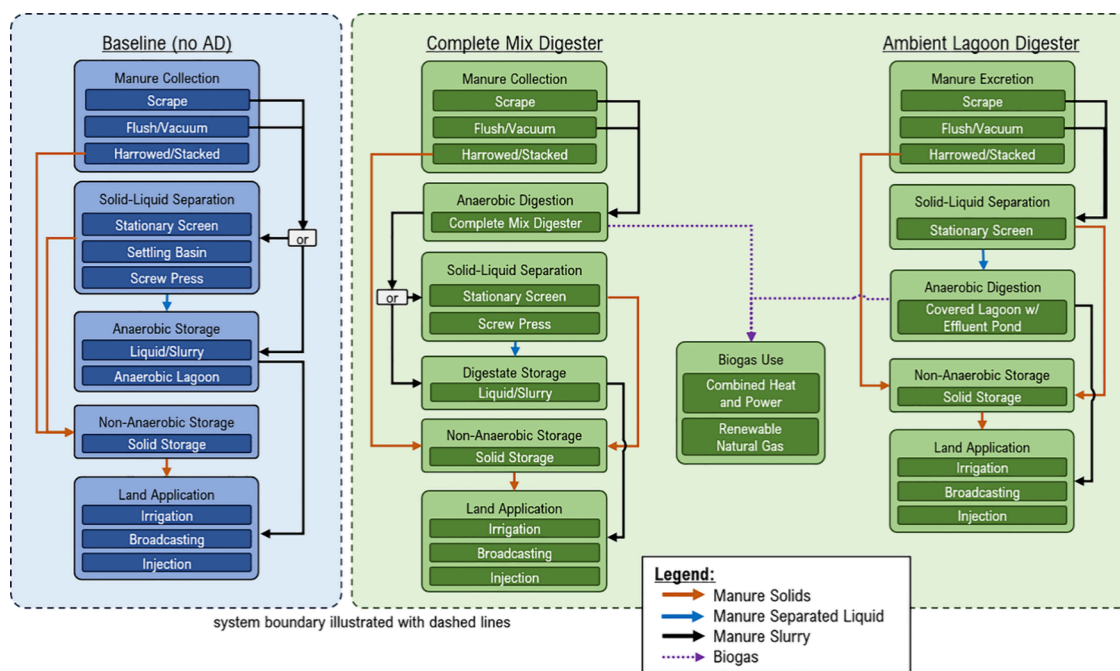 Baseline (no AD)
Manure Collection
Scrape
Flush/Vacuum
Harrowed/Stacked
Solid-Liquid Separation
Stationary Screen
Settling Basin
Screw Press
or
Anaerobic Storage
Liquid/Slurry
Anaerobic Lagoon
Non-Anaerobic Storage
Solid Storage
Land Application
Irrigation
Broadcasting
Injection
Complete Mix Digester
Manure Collection
Scrape
Flush/Vacuum
Harrowed/Stacked
Anaerobic Digestion
Complete Mix Digester
or
Solid-Liquid Separation
Stationary Screen
Screw Press
Digestate Storage
Liquid/Slurry
Non-Anaerobic Storage
Solid Storage
Land Application
Irrigation
Broadcasting
Injection
Biogas Use
Combined Heat
and Power
Renewable
Natural Gas
Ambient Lagoon Digester
Manure Excretion
Scrape
Flush/Vacuum
Harrowed/Stacked
Solid-Liquid Separation
Stationary Screen
Anaerobic Digestion
Covered Lagoon w/
Effluent Pond
Non-Anaerobic Storage
Solid Storage
Land Application
Irrigation
Broadcasting
Injection
Legend:
Manure Solids
Manure Separated Liquid
Manure Slurry
Biogas
system boundary illustrated with dashed lines